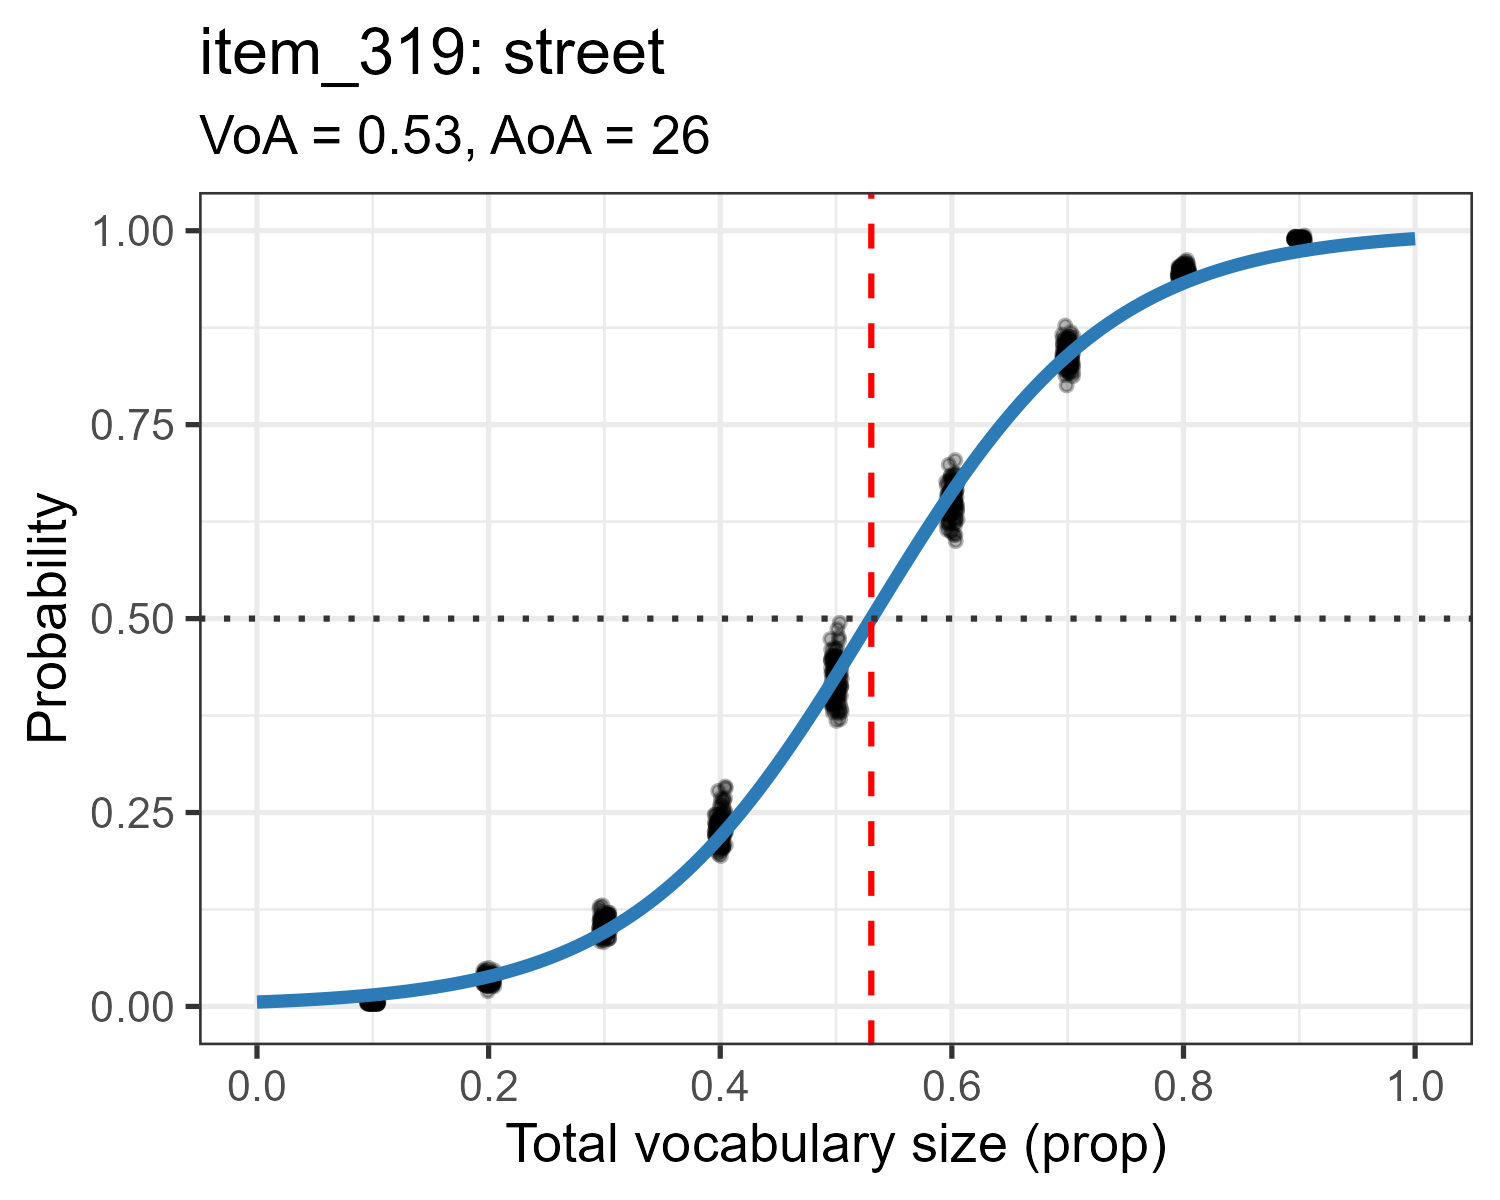 item_319: street
VoA = 0.53, AoA = 26
1.00
0.75
0.50
0.25
0.00
Probability
0.0 0.2 0.4 0.6 0.8 1.0
Total vocabulary size (prop)